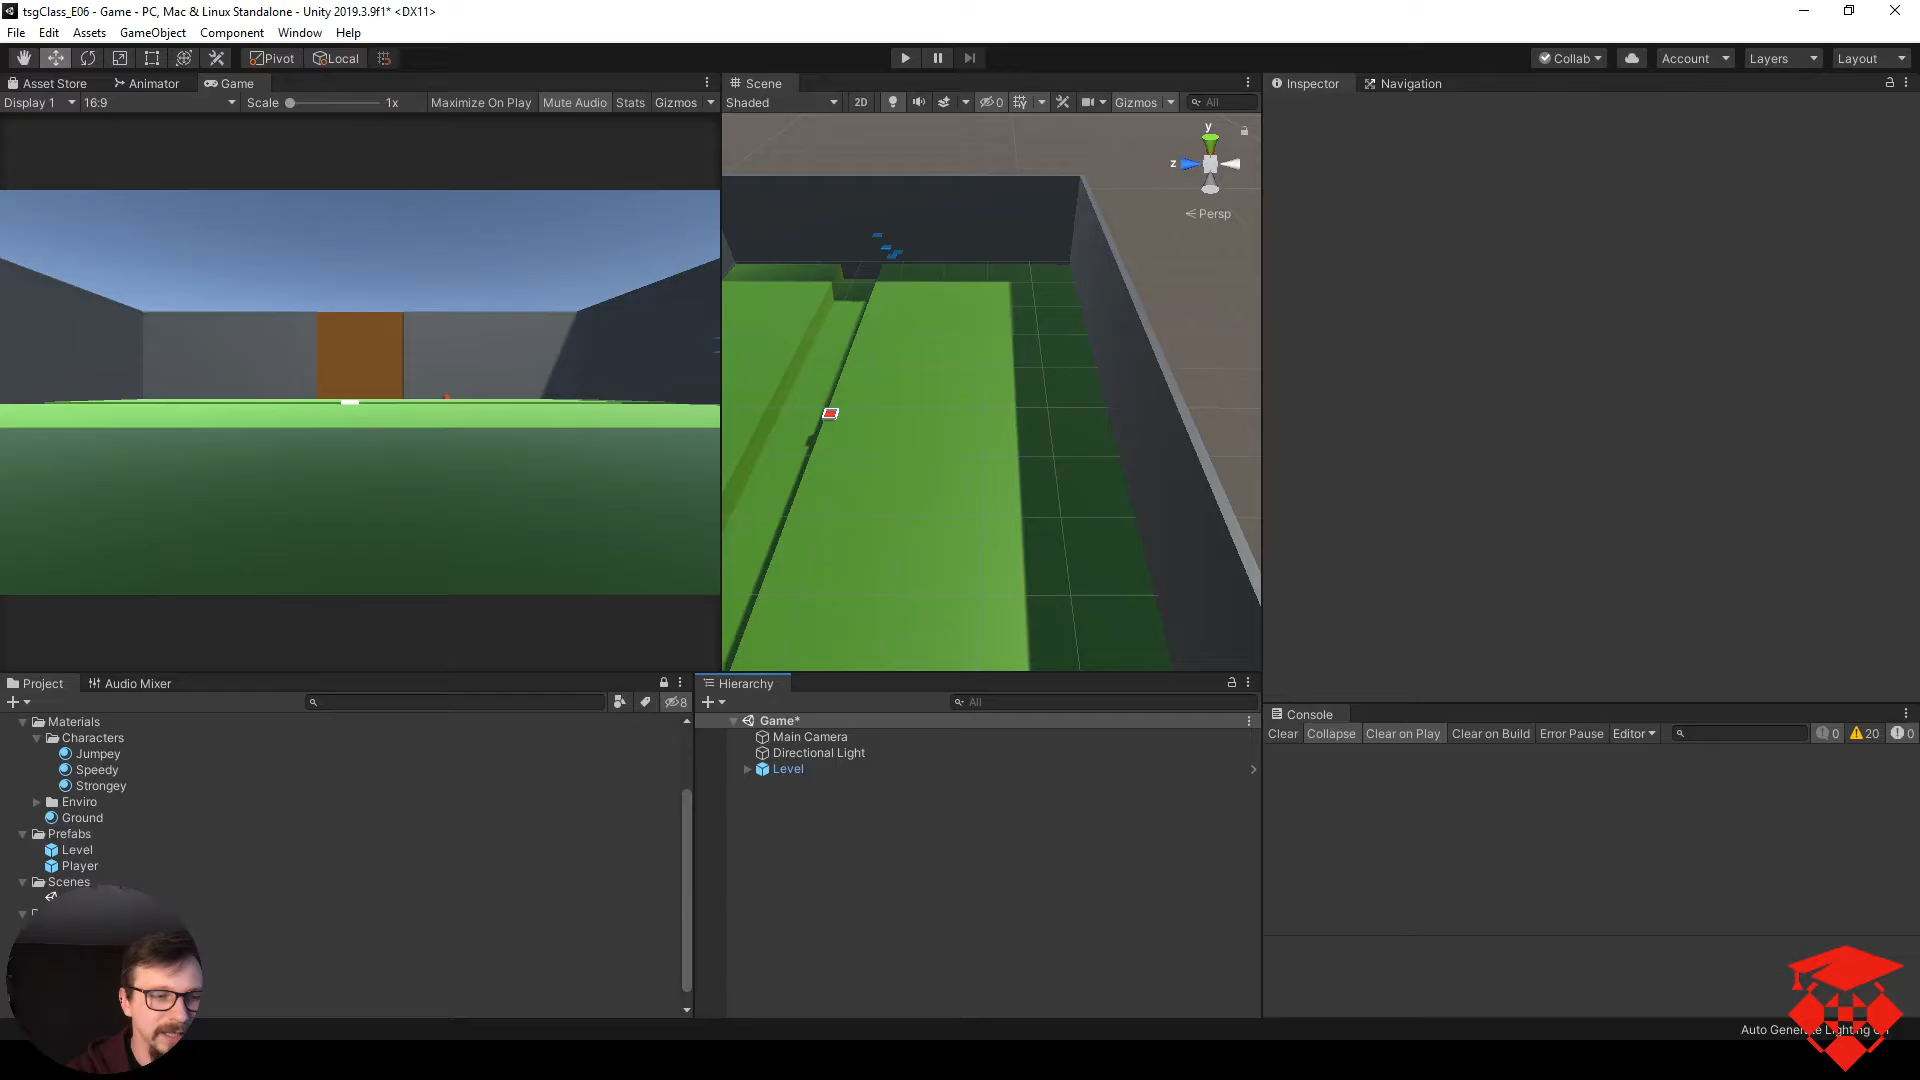 tsgClass_E06 - Game - PC, Mac & Linux Standalone - Unity 2019.3.9f1* <DX11>
File Edit Assets GameObject Component Window Help
Pivot Local Collab Account Layers Layout
Asset Store Animator Game
Display 1 16:9 Scale 1x Maximize On Play Mute Audio Stats Gizmos
Scene
Shaded 2D 0 Gizmos All
y
z
Persp
Inspector Navigation
Project Audio Mixer
8
Materials
Characters
Jumpey
Speedy
Strongey
Enviro
Ground
Prefabs
Level
Player
Scenes
Hierarchy
All
Game*
Main Camera
Directional Light
Level
Console
Clear Collapse Clear on Play Clear on Build Error Pause Editor 0 20 0
Auto Generate Lighting